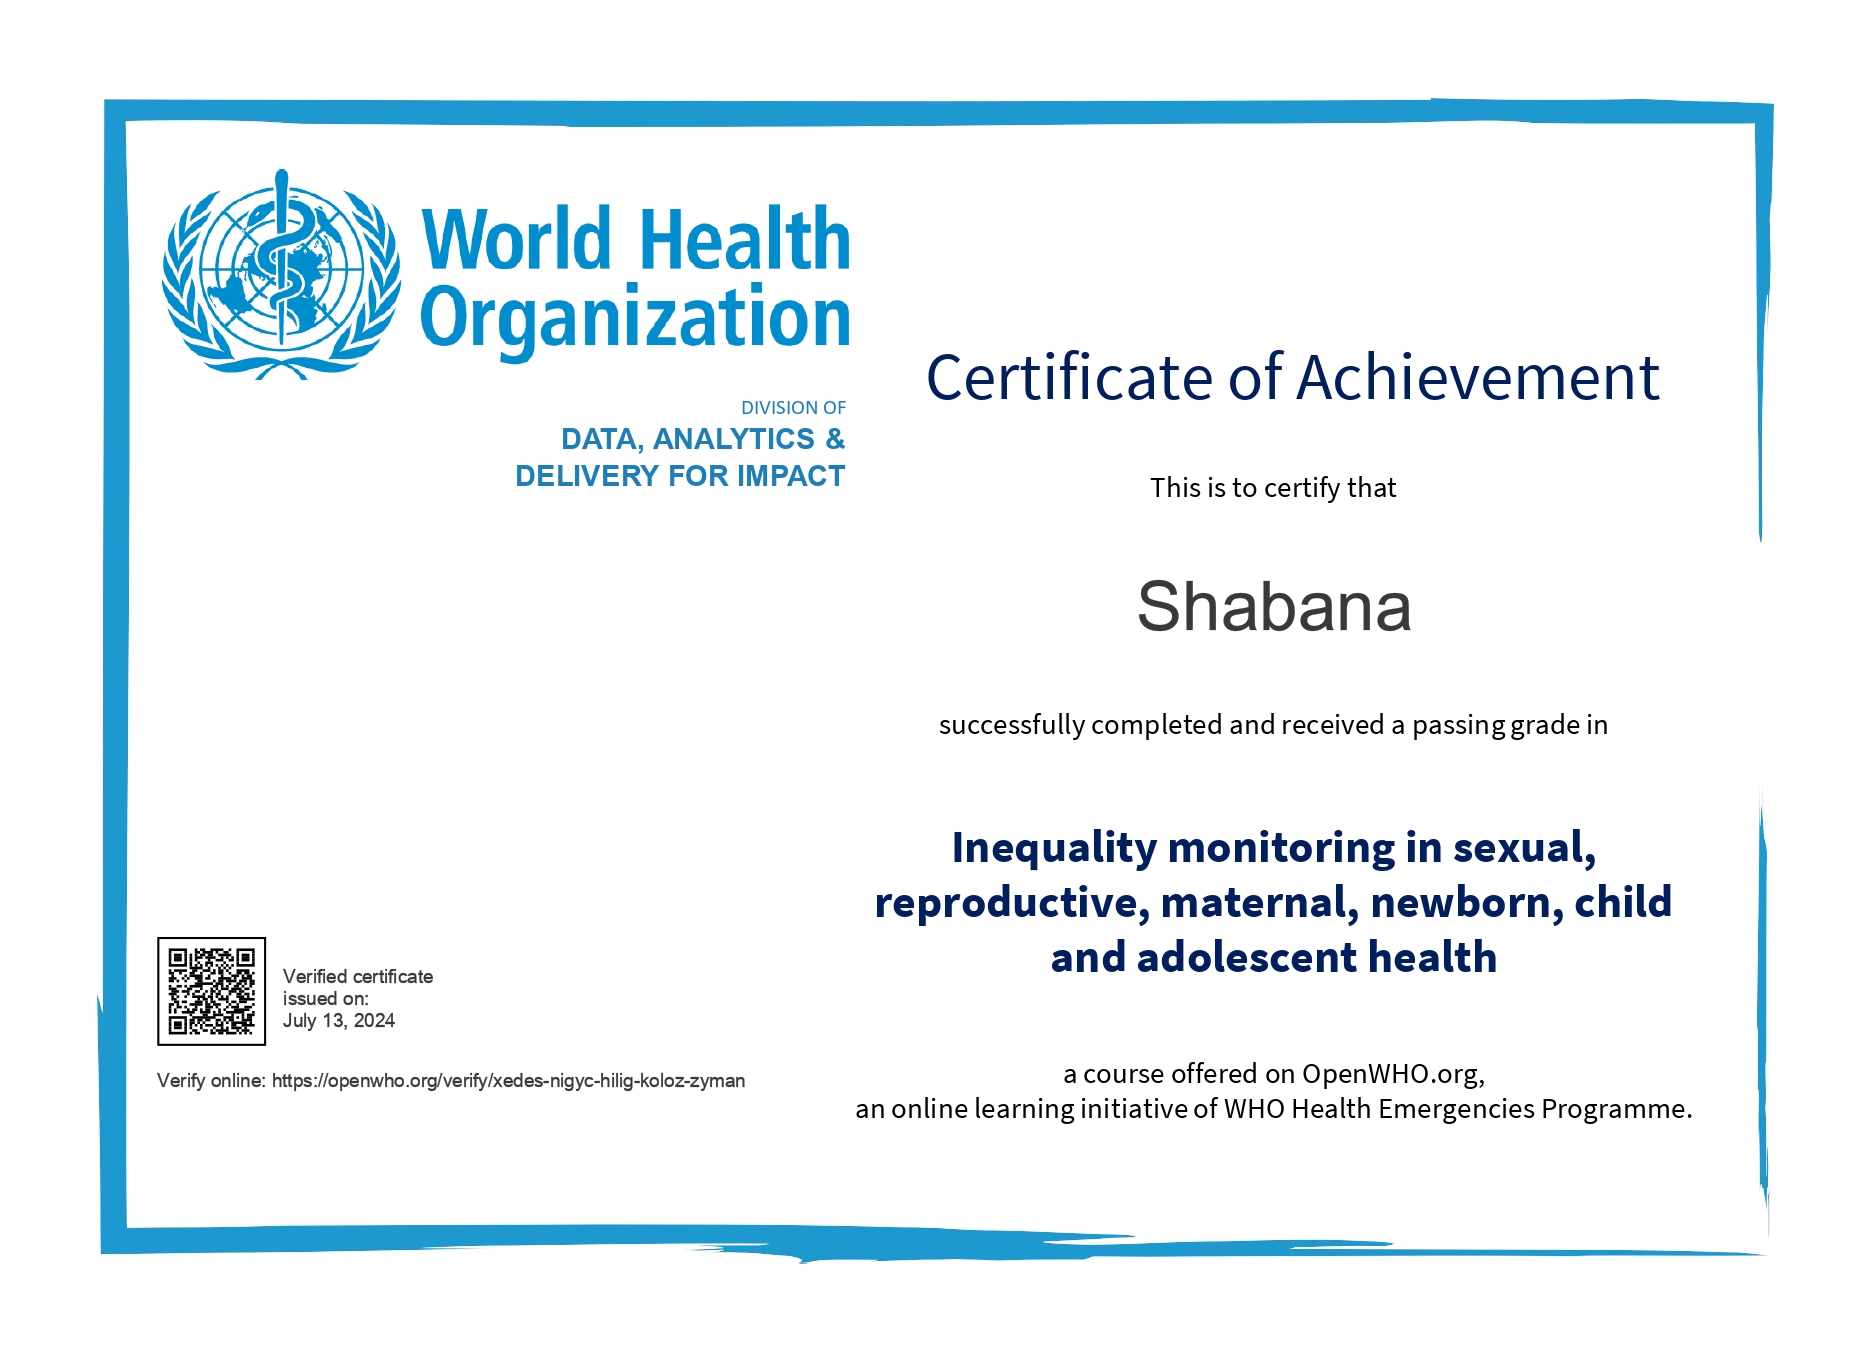 World Health
Organization
DIVISION OF
DATA, ANALYTICS &
DELIVERY FOR IMPACT
Certificate of Achievement
This is to certify that
Shabana
successfully completed and received a passing grade in
Inequality monitoring in sexual,
reproductive, maternal, newborn, child
and adolescent health
a course offered on OpenWHO.org,
an online learning initiative of WHO Health Emergencies Programme.
Verified certificate
issued on:
July 13, 2024
Verify online: https://openwho.org/verify/xedes-nigyc-hilig-koloz-zyman